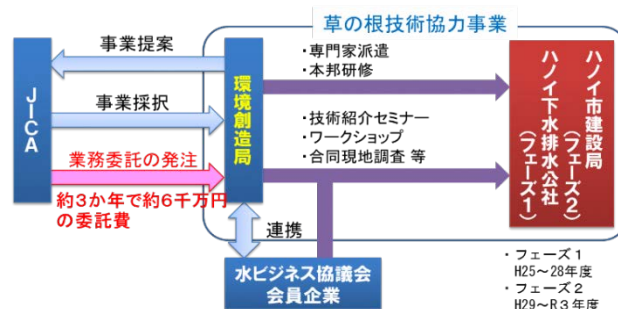 草の根技術協力事業
事業提案
・専門家派遣
・本邦研修
JICA
環境創造局
事業採択
・技術紹介セミナー
・ワークショップ
・合同現地調査 等
ハノイ市建設局
(フェーズ2)
ハノイ下水排水公社
(フェーズ1)
業務委託の発注
約3か年で約6千万円
の委託費
連携
水ビジネス協議会
会員企業
・フェーズ1
H25~28年度
・フェーズ2
H29~R3年度